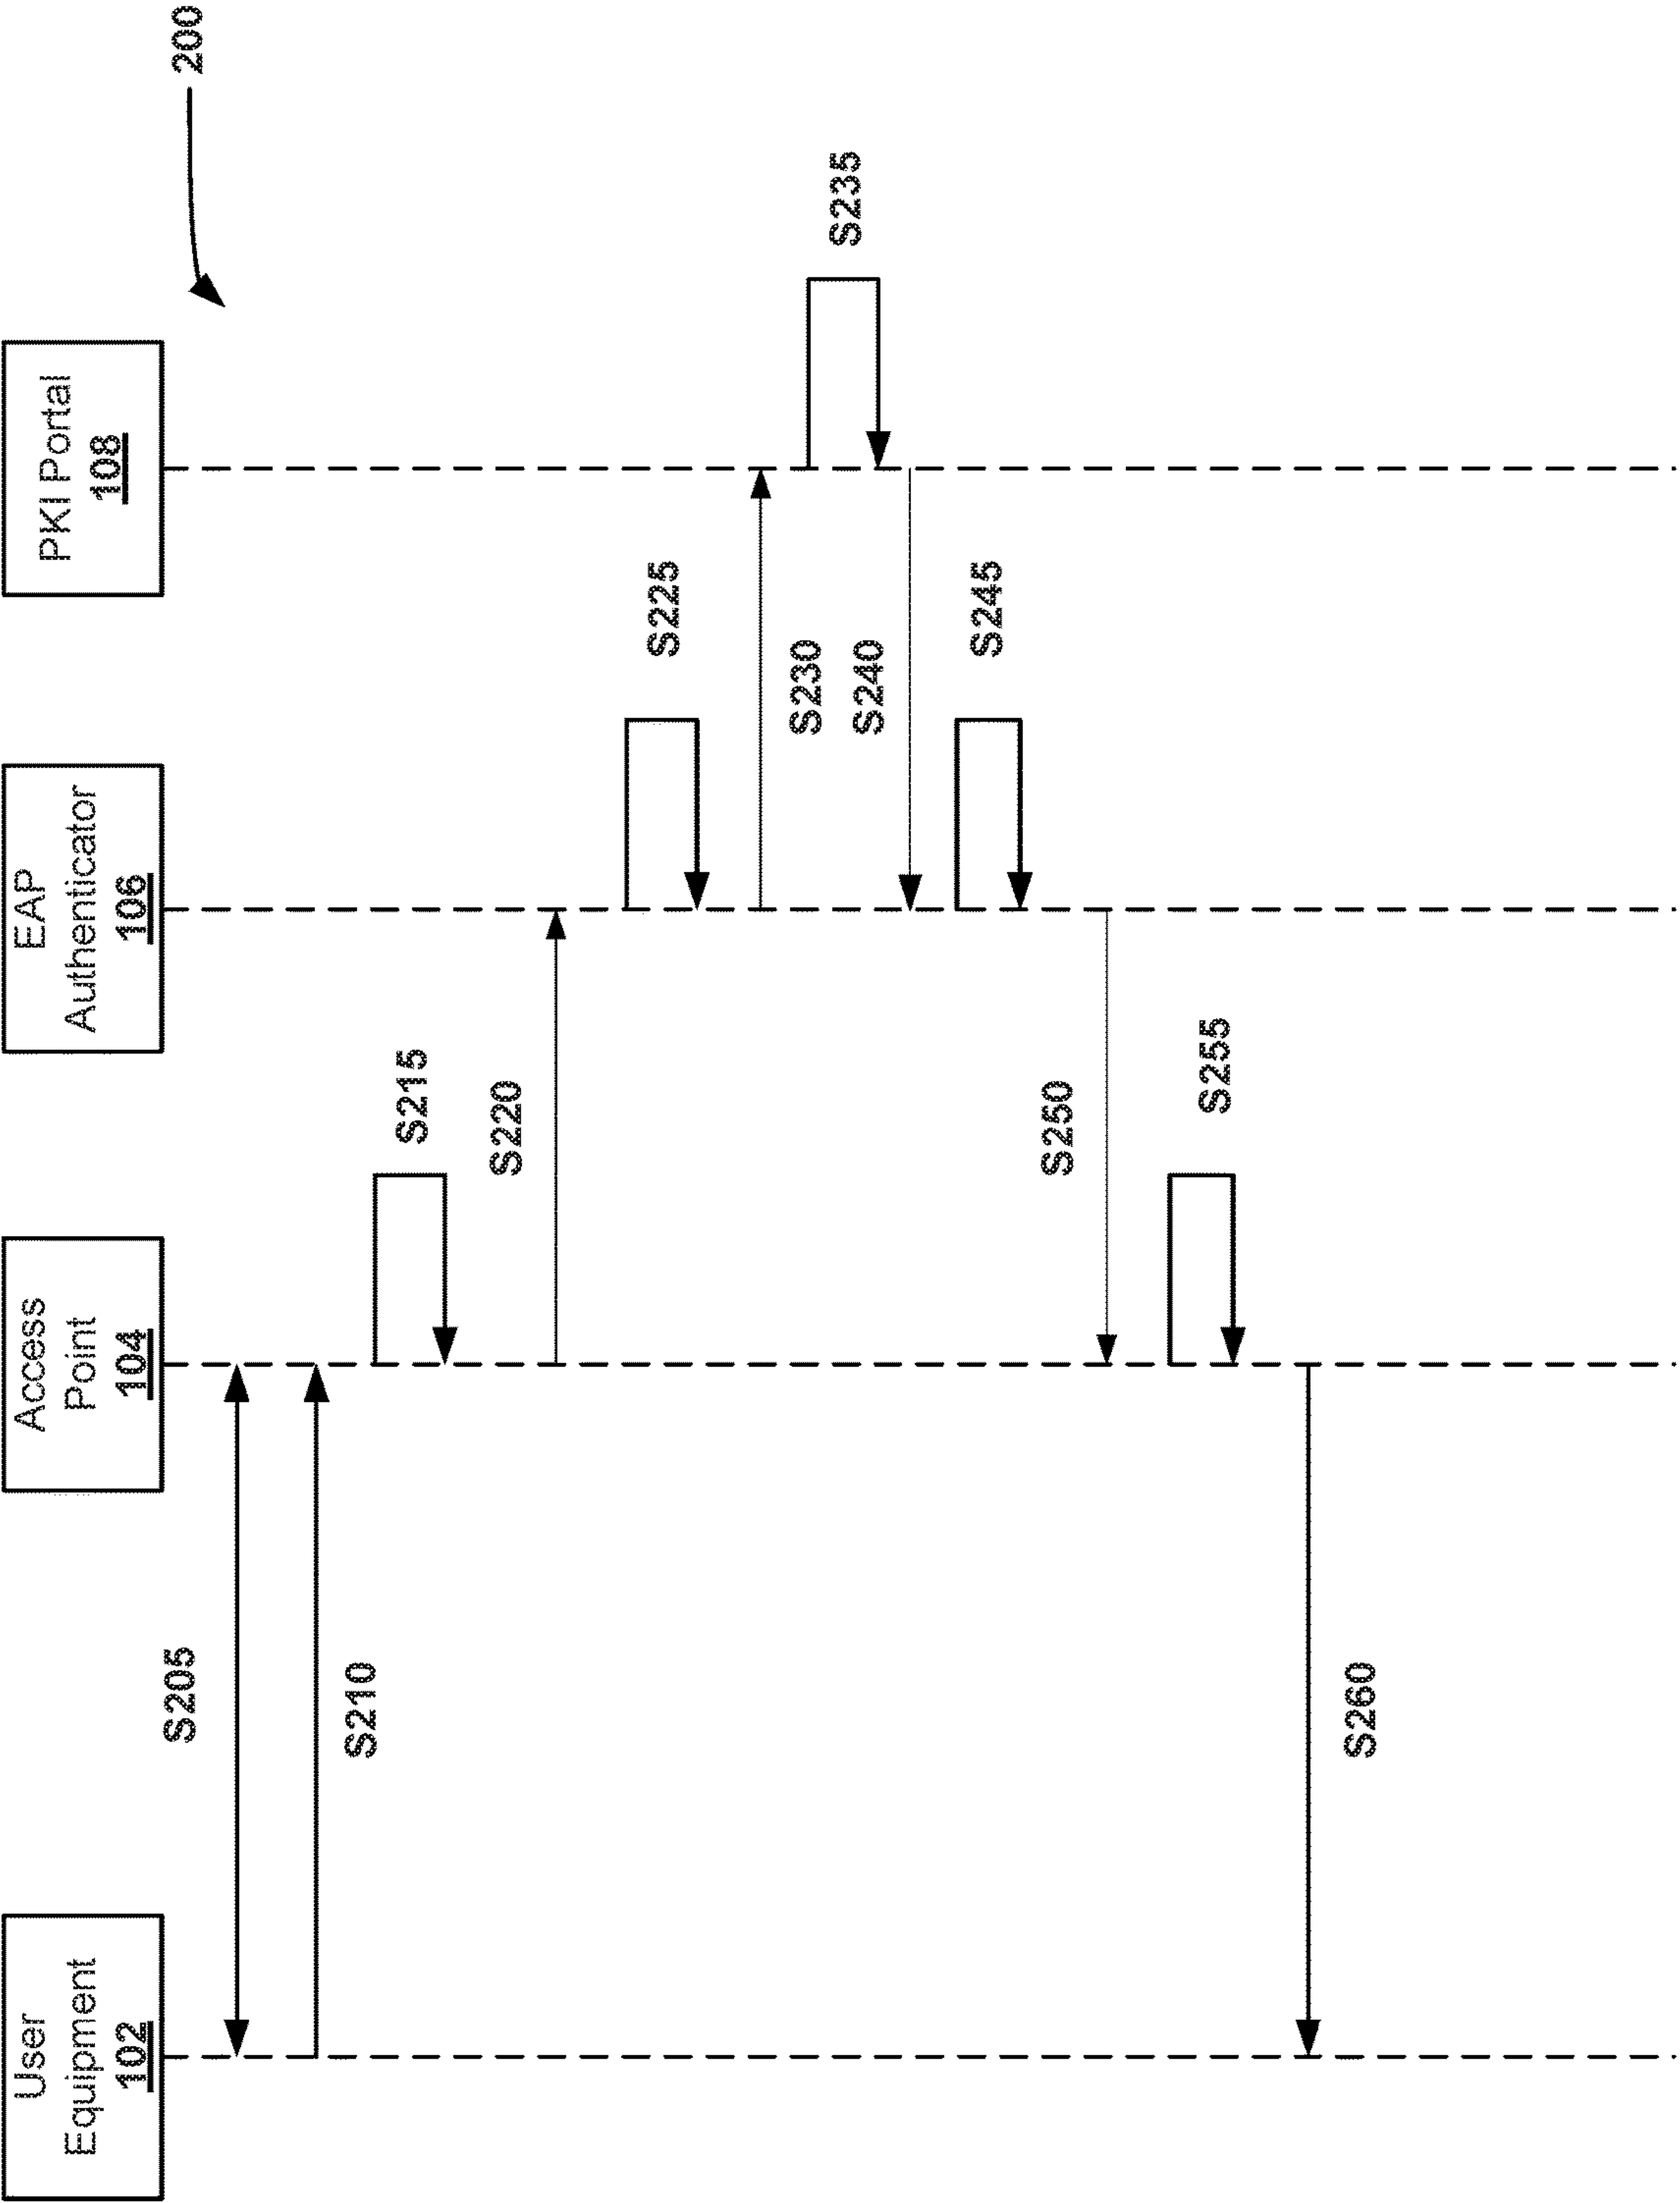 User
Equipment
102
Access
Point
104
EAP
Authenticator
106
PKI Portal
108
200
S205
S210
S215
S220
S225
S230
S235
S240
S245
S250
S255
S260